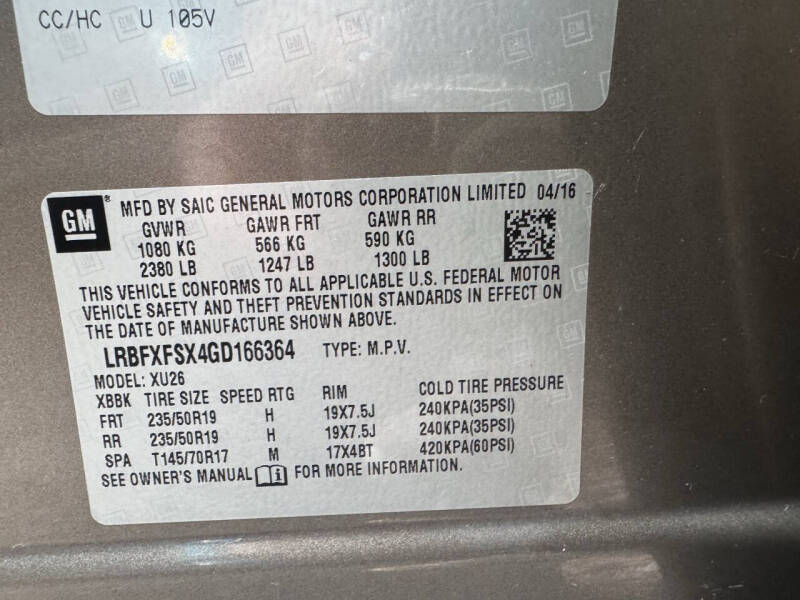 CC/HC U 105V
GM
MFD BY SAIC GENERAL MOTORS CORPORATION LIMITED 04/16
GVWR GAWR FRT GAWR RR
1080 KG 566 KG 590 KG
2380 LB 1247 LB 1300 LB
THIS VEHICLE CONFORMS TO ALL APPLICABLE U.S. FEDERAL MOTOR
VEHICLE SAFETY AND THEFT PREVENTION STANDARDS IN EFFECT ON
THE DATE OF MANUFACTURE SHOWN ABOVE.
LRBFXFSX4GD166364 TYPE: M.P.V.
MODEL: XU26
XBBK TIRE SIZE SPEED RTG RIM COLD TIRE PRESSURE
FRT 235/50R19 H 19X7.5J 240KPA(35PSI)
RR 235/50R19 H 19X7.5J 240KPA(35PSI)
SPA T145/70R17 M 17X4BT 420KPA(60PSI)
SEE OWNER'S MANUAL FOR MORE INFORMATION.